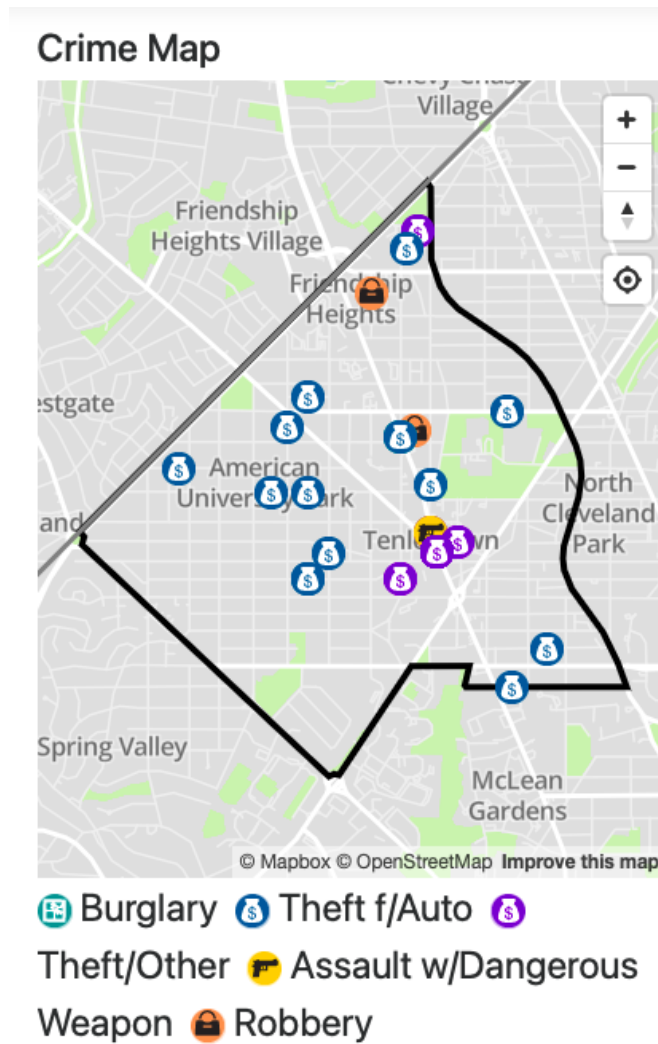 Crime Map
Chevy Chase
Village
Friendship
Heights Village
Friendship
Heights
estgate
American
University Park
North
Cleveland
Park
and
Tenleytown
Spring Valley
McLean
Gardens
© Mapbox © OpenStreetMap Improve this map
Burglary Theft f/Auto
Theft/Other Assault w/Dangerous
Weapon Robbery